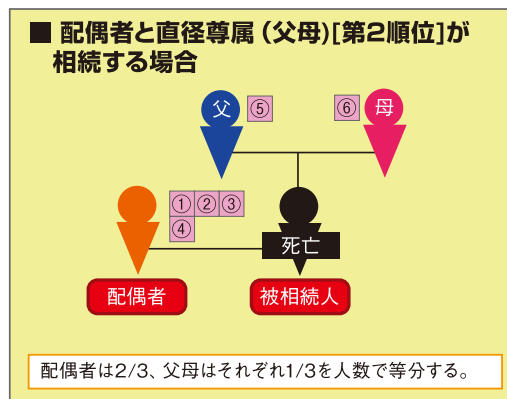 ■ 配偶者と直径尊属(父母)[第2順位]が
相続する場合
父 ⑤ ⑥ 母
①②③
④
死亡
配偶者 被相続人
配偶者は2/3、父母はそれぞれ1/3を人数で等分する。